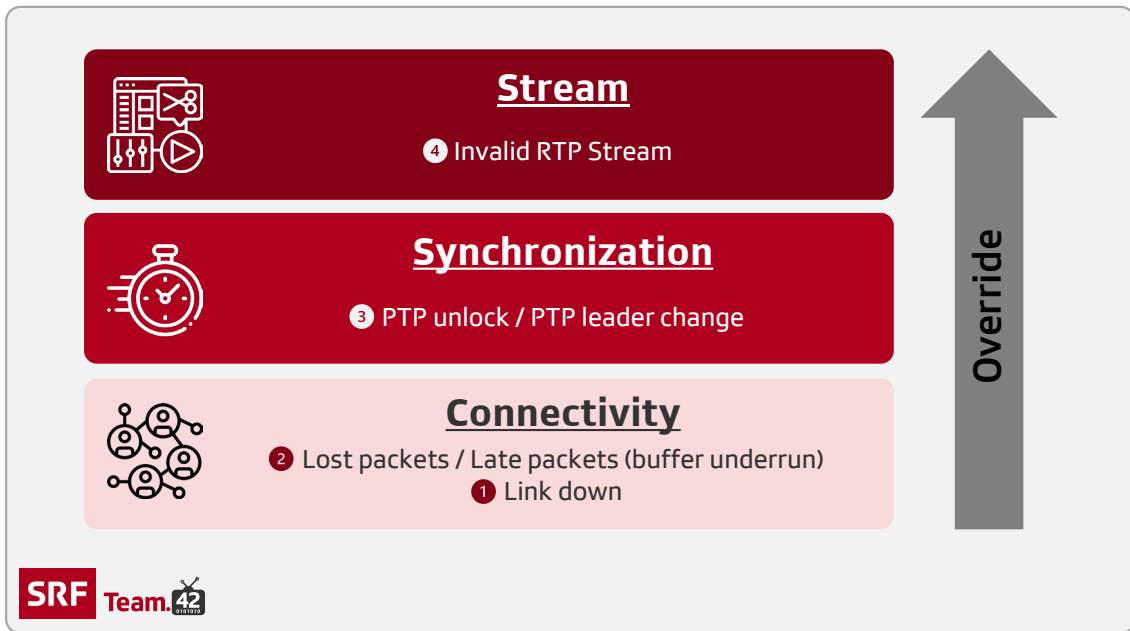 Stream
4 Invalid RTP Stream
Synchronization
3 PTP unlock / PTP leader change
Connectivity
2 Lost packets / Late packets (buffer underrun)
1 Link down
Override
SRF Team.42
0101010